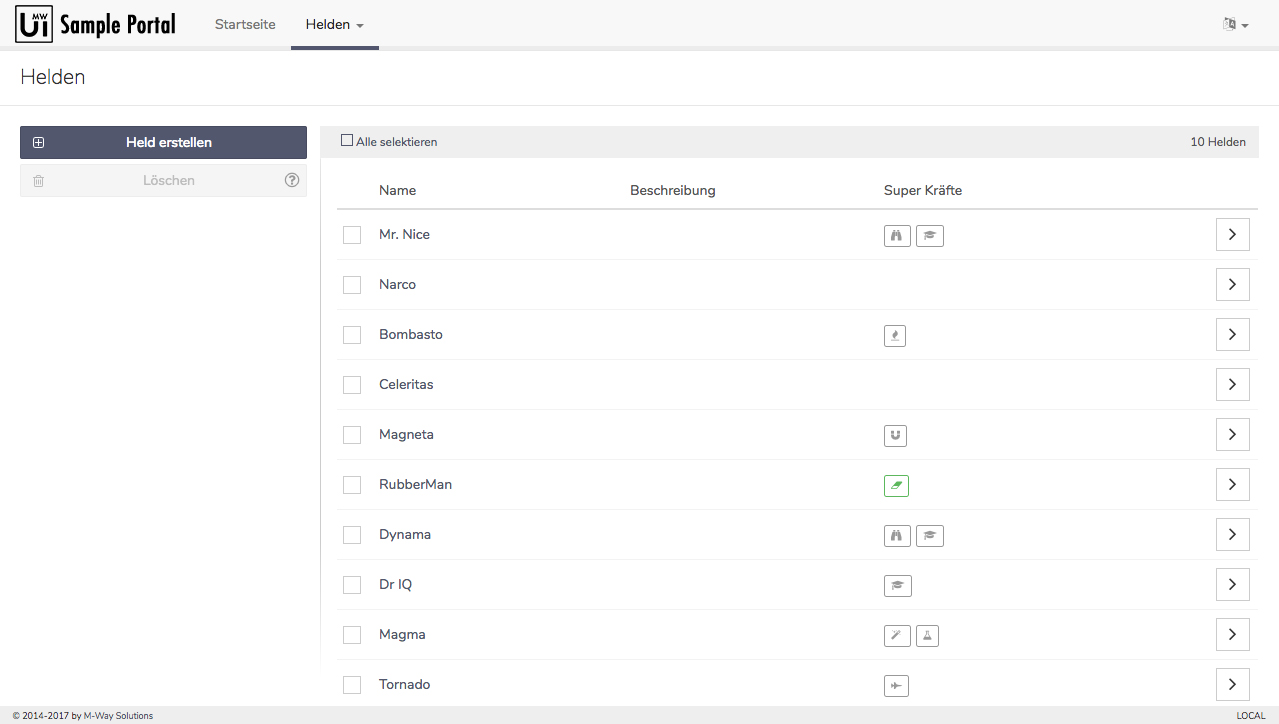 MW
Ui Sample Portal Startseite Helden
Helden
Held erstellen
Löschen
Alle selektieren 10 Helden
Name Beschreibung Super Kräfte
Mr. Nice
Narco
Bombasto
Celeritas
Magneta
RubberMan
Dynama
Dr IQ
Magma
Tornado
© 2014-2017 by M-Way Solutions LOCAL